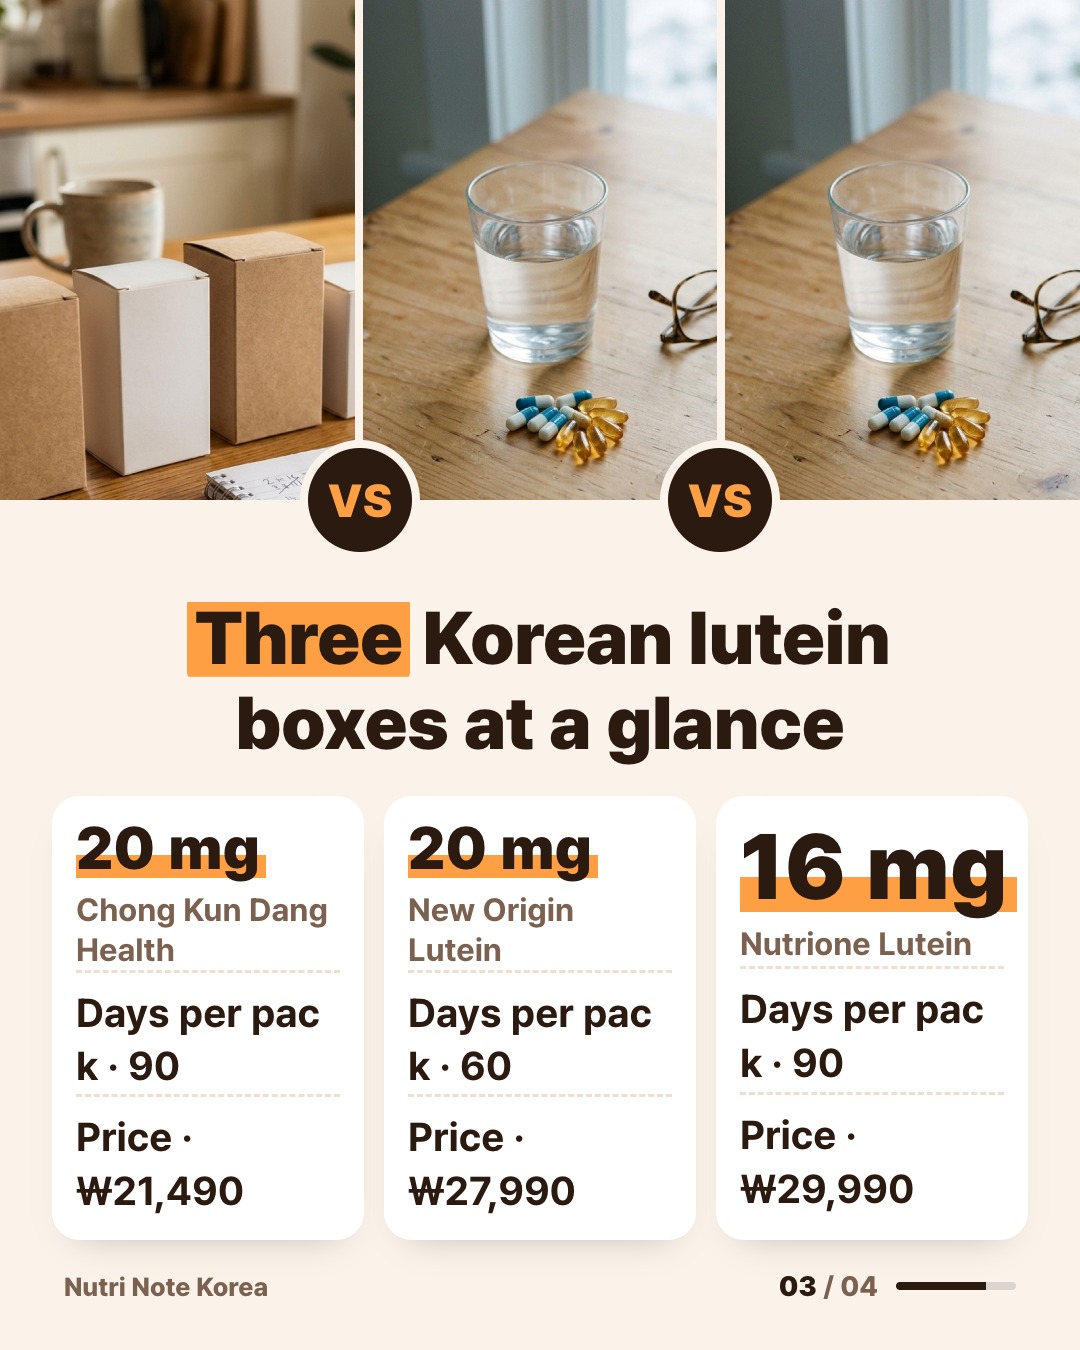 VS
VS
Three Korean lutein
boxes at a glance
20 mg
Chong Kun Dang
Health
Days per pac
k · 90
Price ·
₩21,490
20 mg
New Origin
Lutein
Days per pac
k · 60
Price ·
₩27,990
16 mg
Nutrione Lutein
Days per pac
k · 90
Price ·
₩29,990
Nutri Note Korea
03 / 04